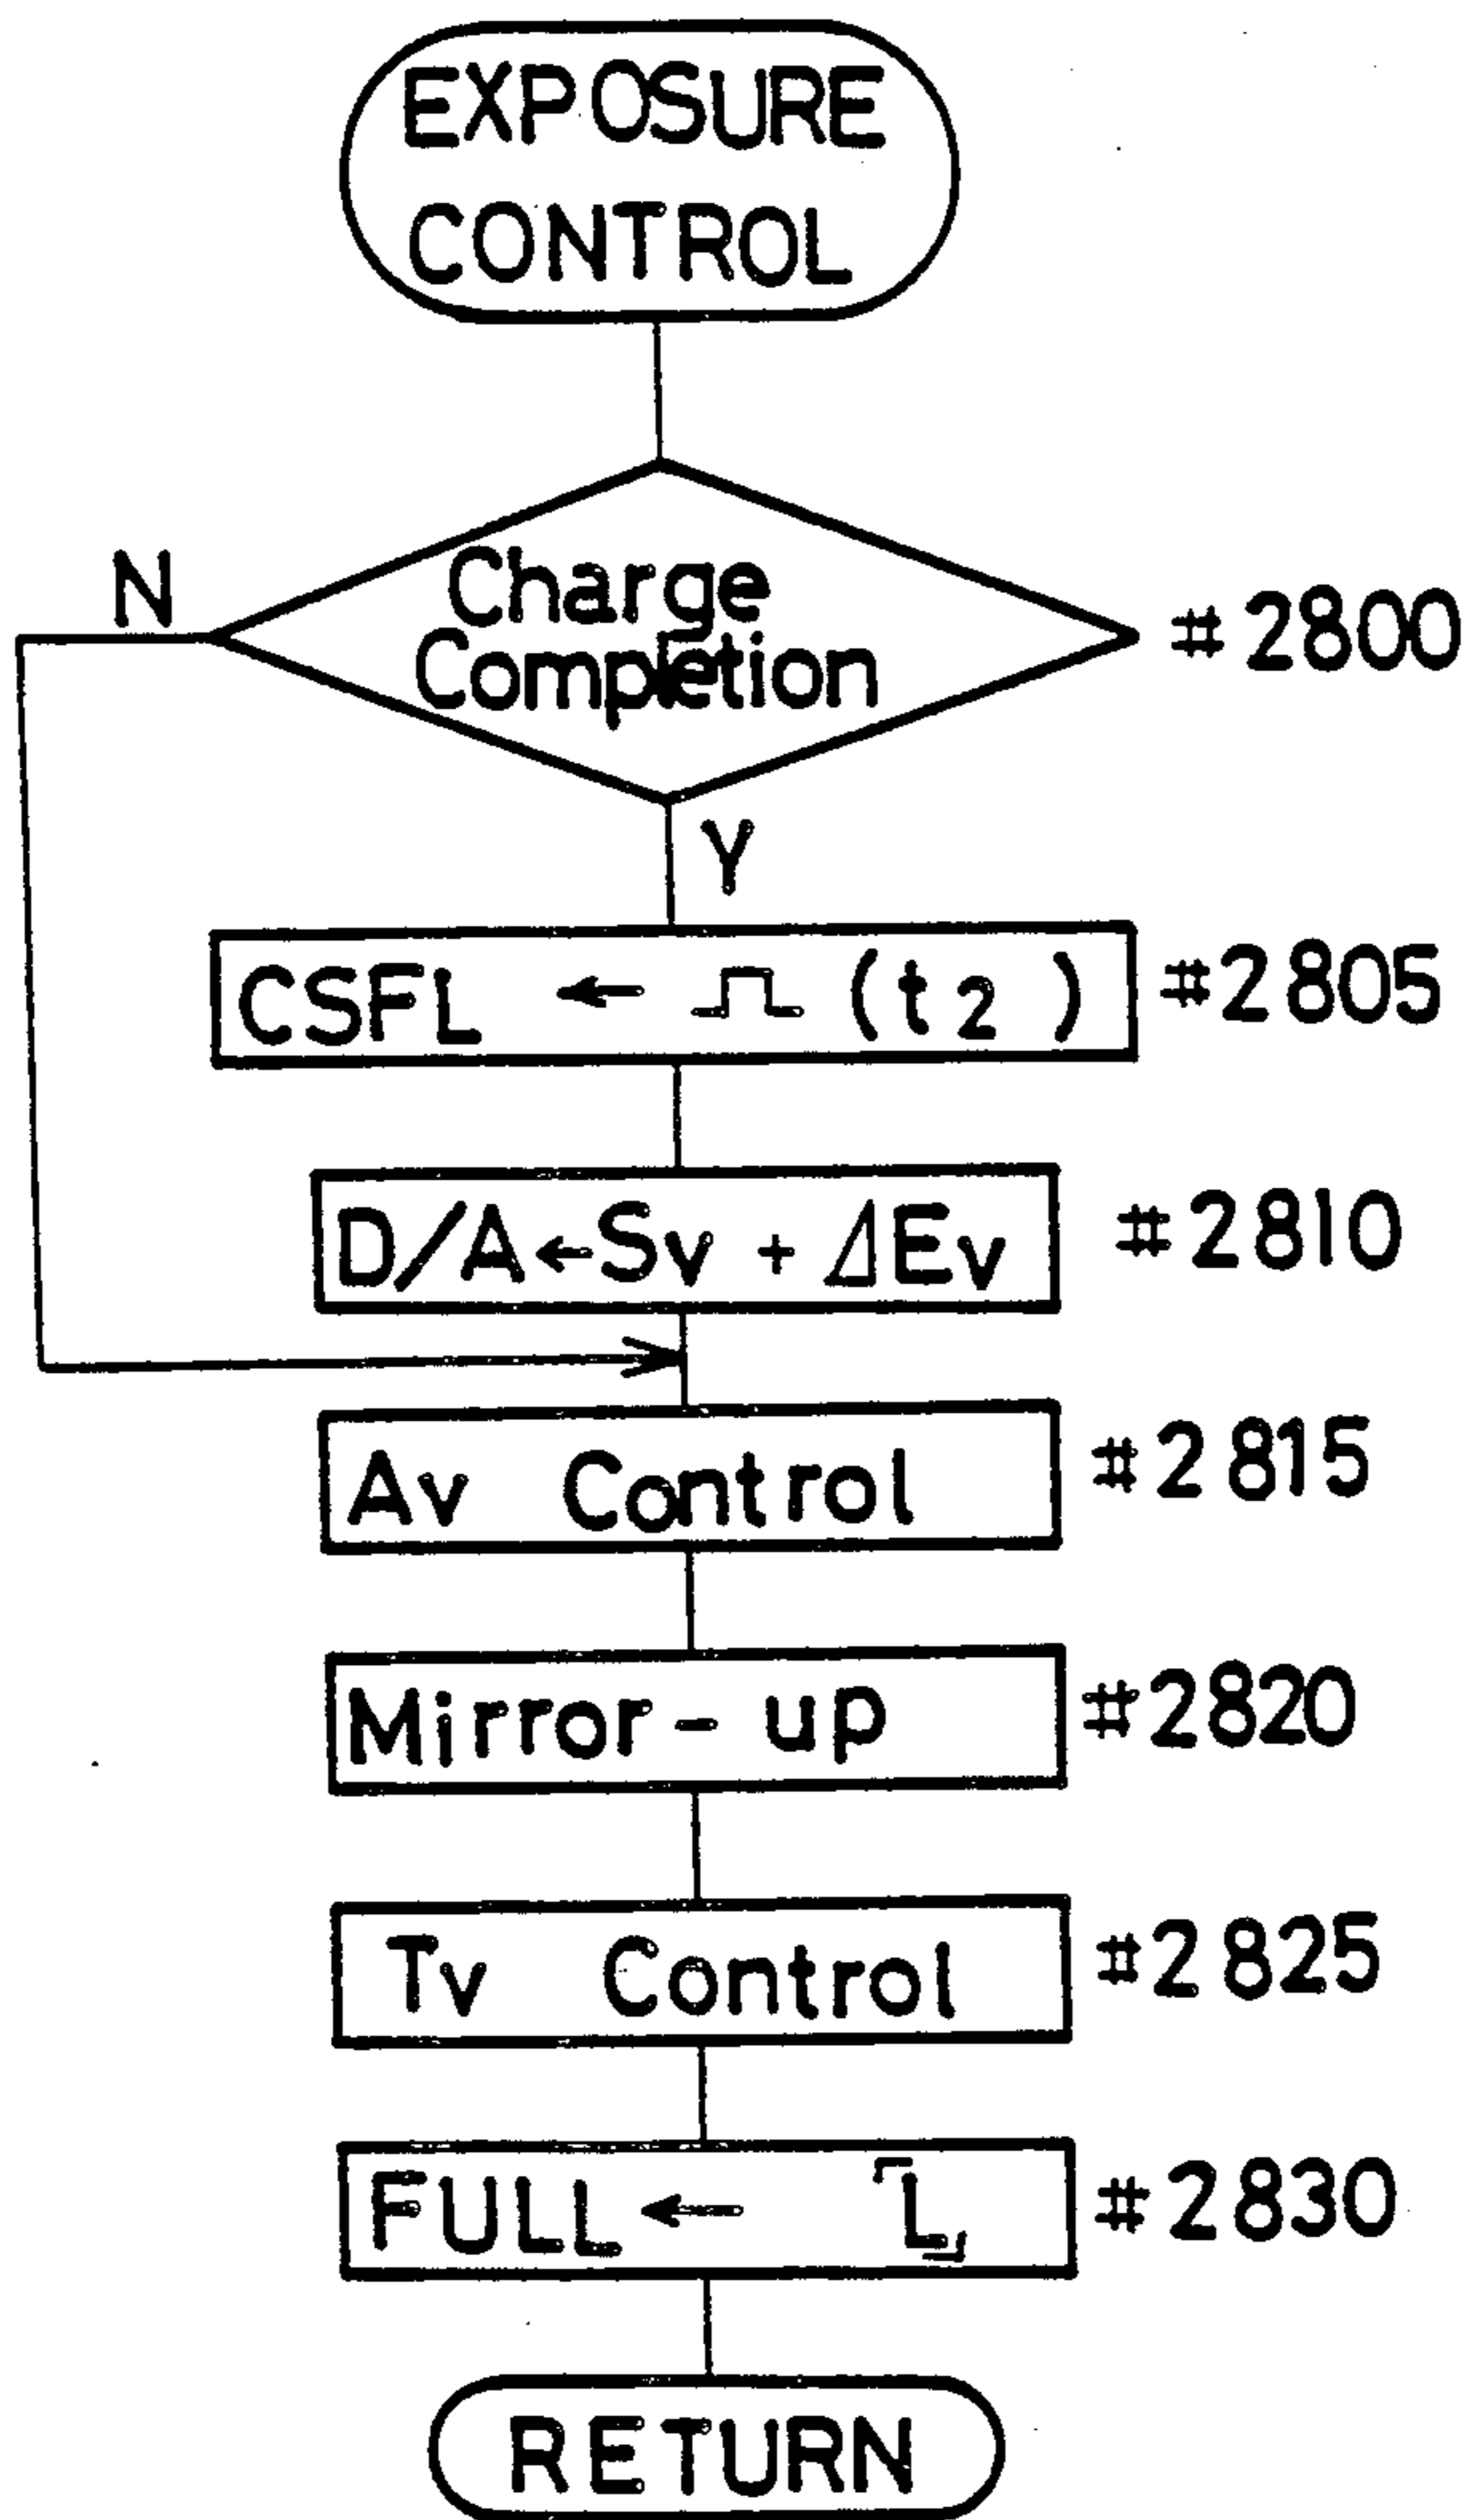 EXPOSURE
CONTROL
N
Charge
Completion
#2800
Y
CSFL ← ⎍ (t2)
#2805
D/A←Sv + ΔEv
#2810
Av Control
#2815
Mirror-up
#2820
Tv Control
#2825
FULL ←
#2830
RETURN